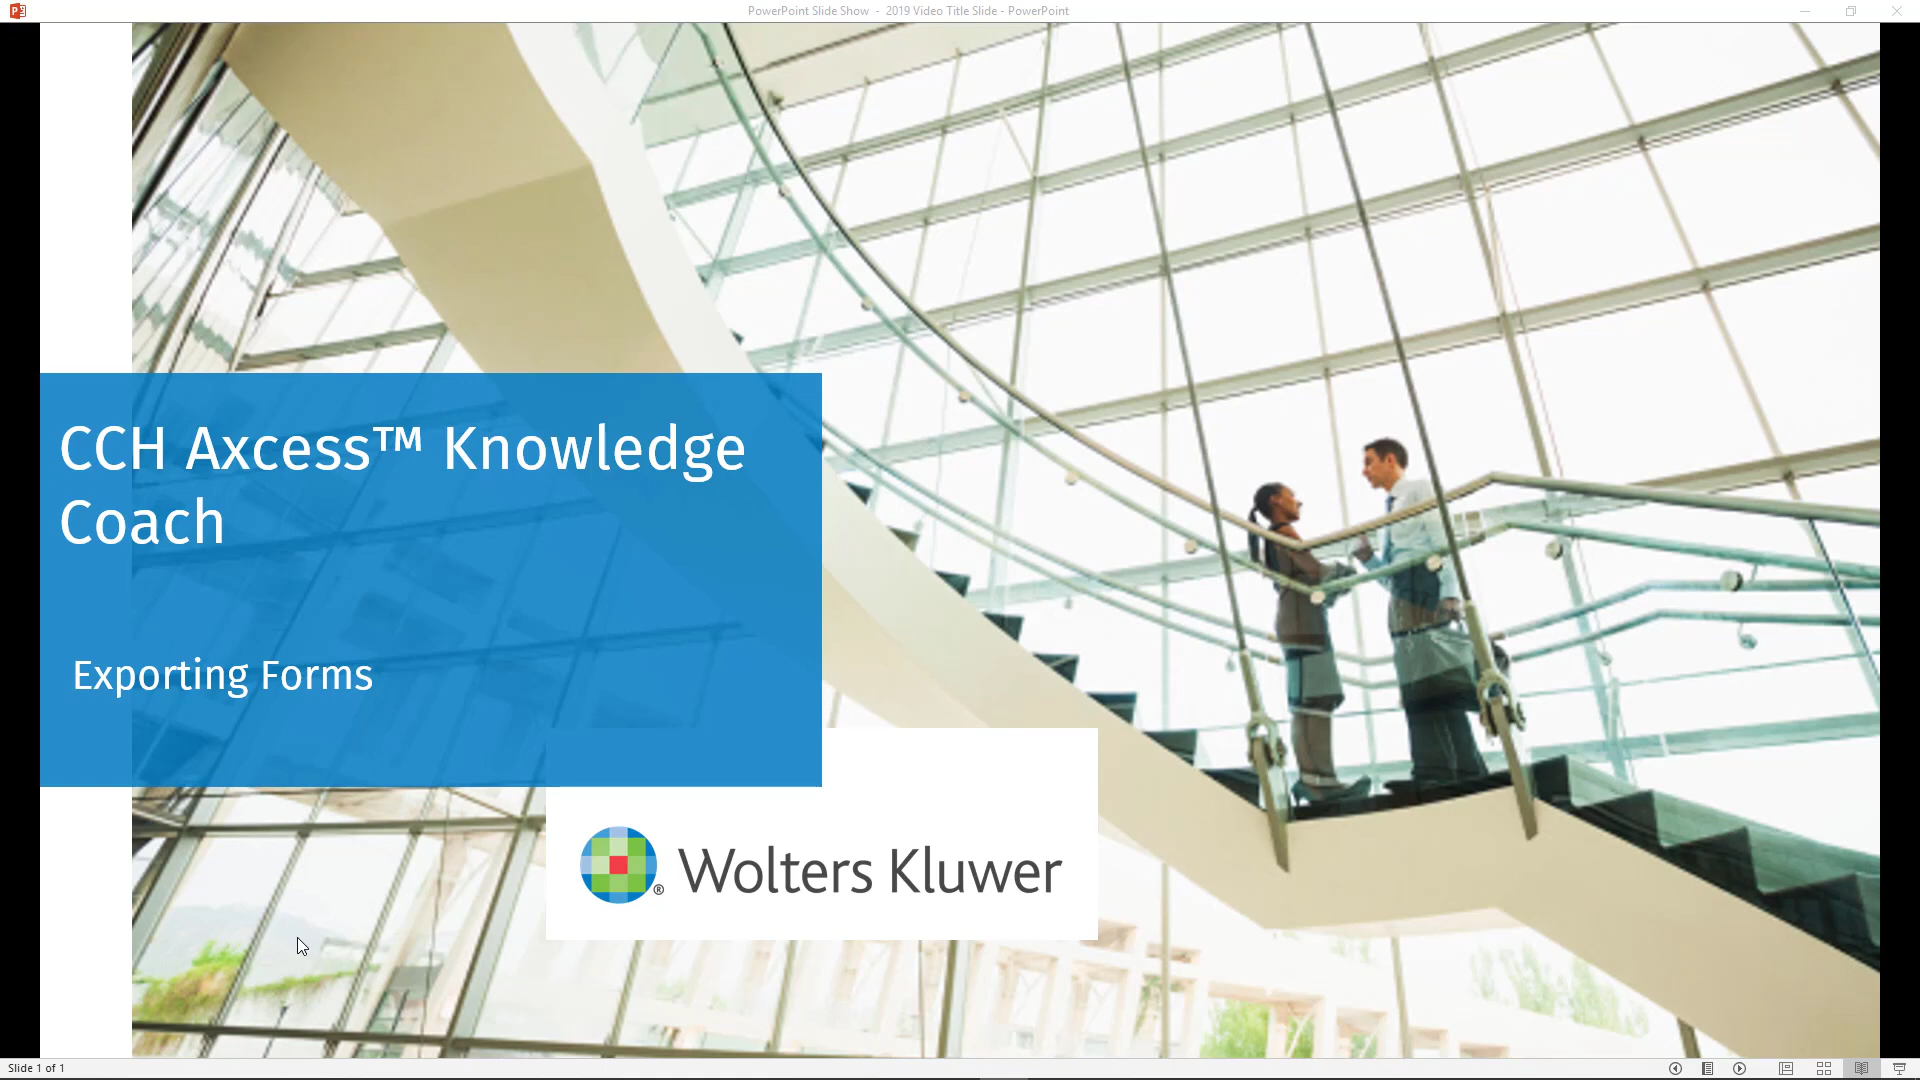 PowerPoint Slide Show - 2019 Video Title Slide - PowerPoint
CCH Axcess™ Knowledge
Coach
Exporting Forms
® Wolters Kluwer
Slide 1 of 1